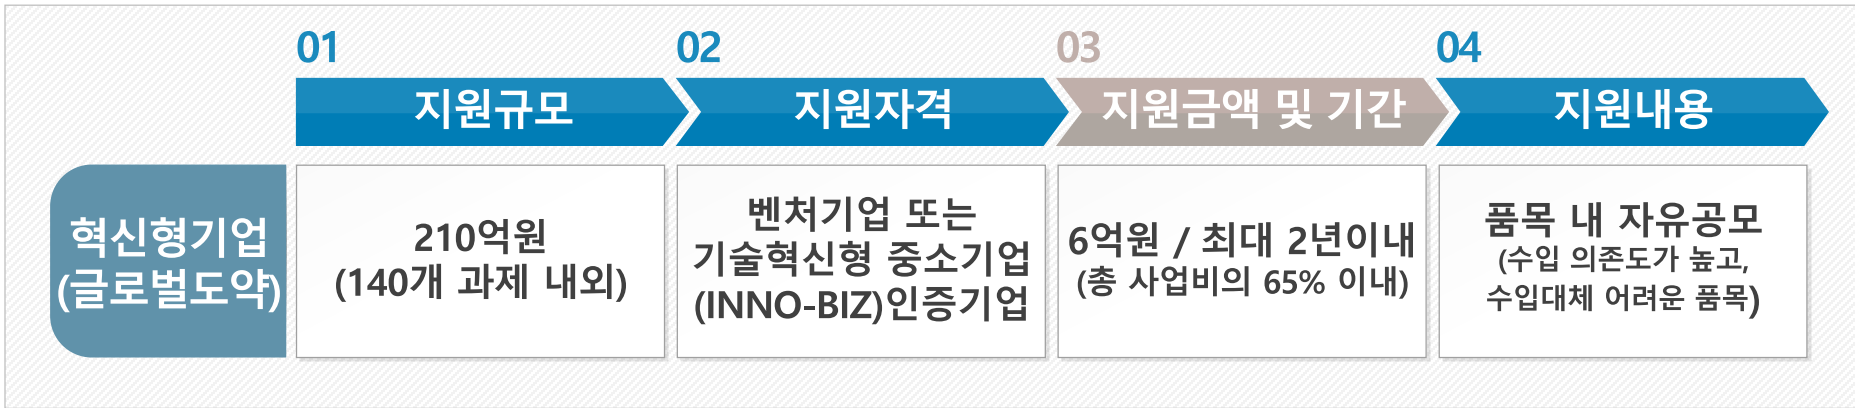 01
지원규모
02
지원자격
03
지원금액 및 기간
04
지원내용
혁신형기업
(글로벌도약)
210억원
(140개 과제 내외)
벤처기업 또는
기술혁신형 중소기업
(INNO-BIZ)인증기업
6억원 / 최대 2년이내
(총 사업비의 65% 이내)
품목 내 자유공모
(수입 의존도가 높고,
수입대체 어려운 품목)